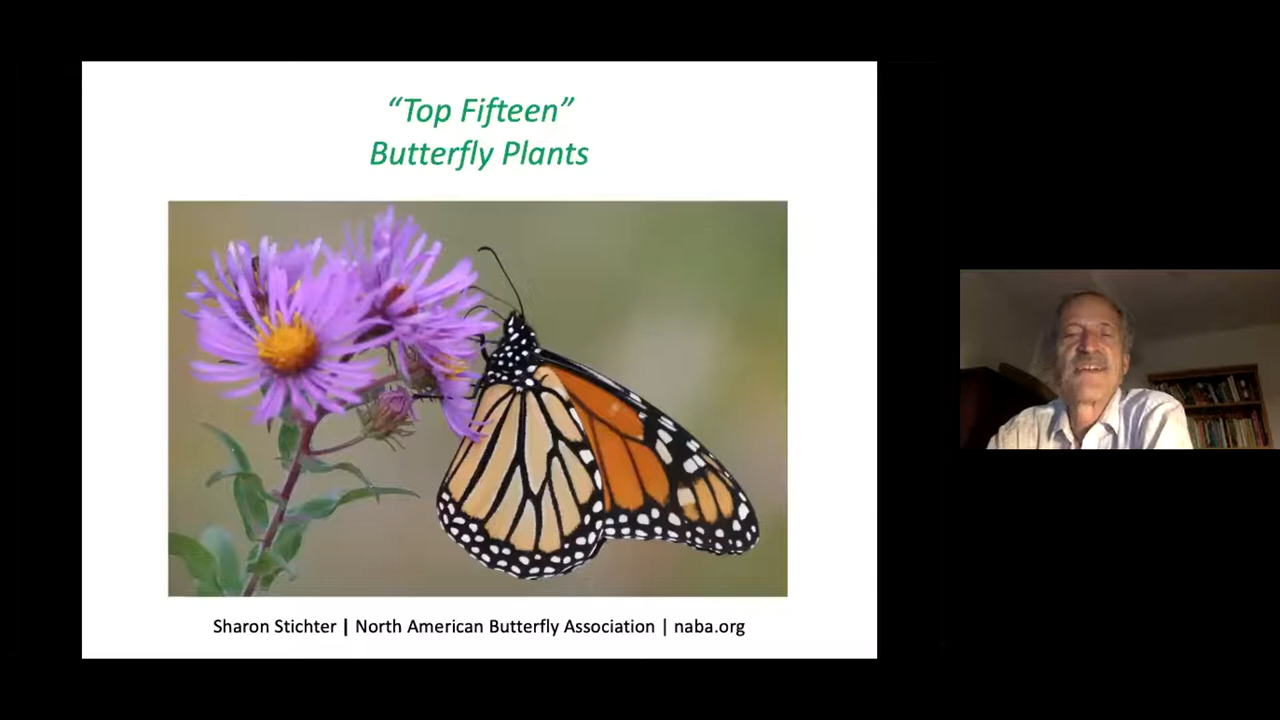 “Top Fifteen”
Butterfly Plants
Sharon Stichter | North American Butterfly Association | naba.org